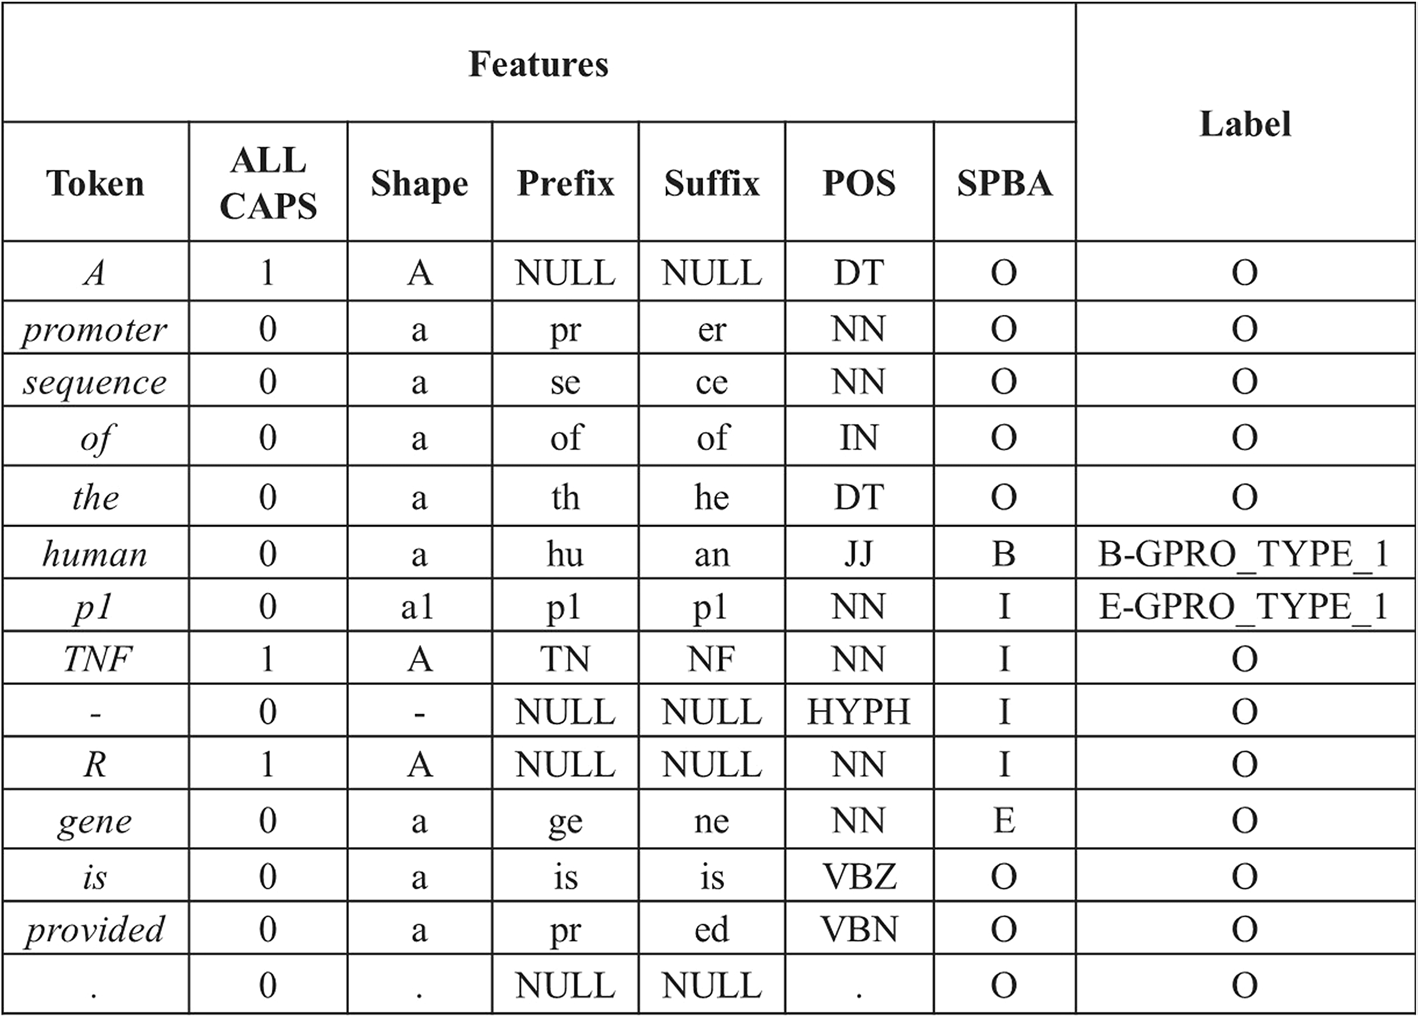 Features Label
Token ALL CAPS Shape Prefix Suffix POS SPBA
A 1 A NULL NULL DT O O
promoter 0 a pr er NN O O
sequence 0 a se ce NN O O
of 0 a of of IN O O
the 0 a th he DT O O
human 0 a hu an JJ B B-GPRO_TYPE_1
p1 0 a1 p1 p1 NN I E-GPRO_TYPE_1
TNF 1 A TN NF NN I O
- 0 - NULL NULL HYPH I O
R 1 A NULL NULL NN I O
gene 0 a ge ne NN E O
is 0 a is is VBZ O O
provided 0 a pr ed VBN O O
. 0 . NULL NULL . O O